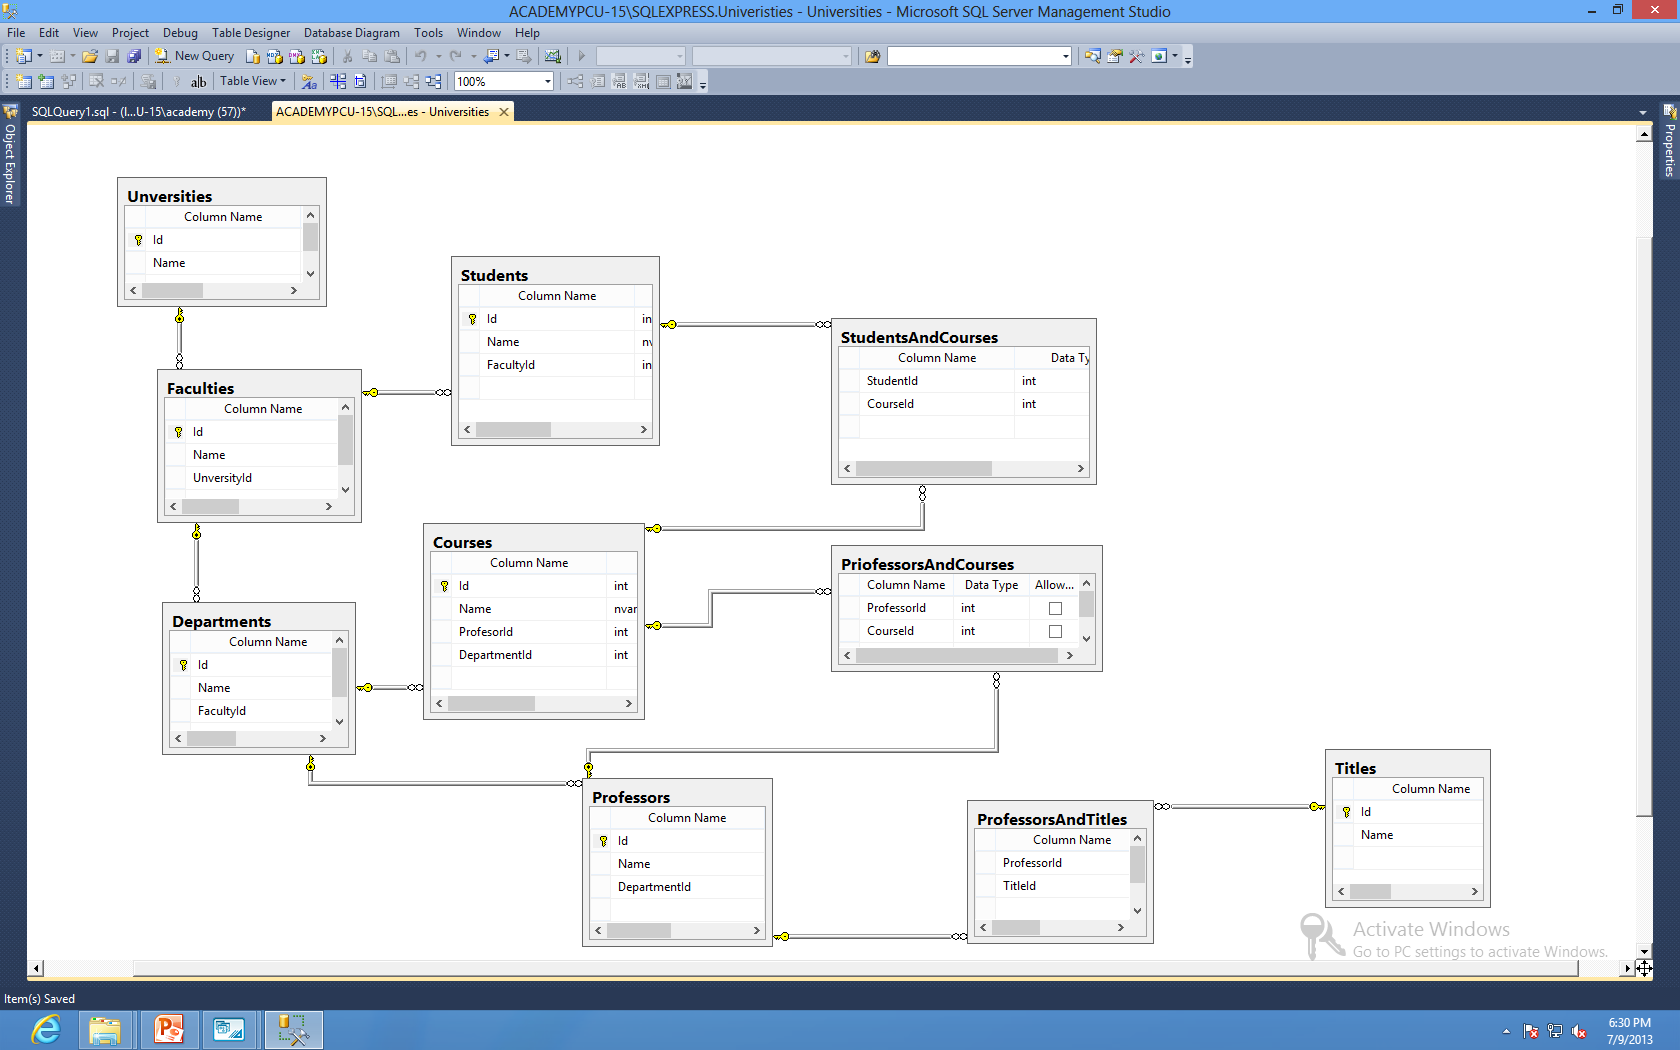 ACADEMYPCU-15\SQLEXPRESS.Univeristies - Universities - Microsoft SQL Server Management Studio
File Edit View Project Debug Table Designer Database Diagram Tools Window Help
New Query
Table View 100%
SQLQuery1.sql - (l...U-15\academy (57))* ACADEMYPCU-15\SQL...es - Universities
Object Explorer
Properties
Unversities
Column Name
Id
Name
Students
Column Name
Id in
Name nv
FacultyId in
StudentsAndCourses
Column Name Data Ty
StudentId int
CourseId int
Faculties
Column Name
Id
Name
UnversityId
Courses
Column Name
Id int
Name nvar
ProfesorId int
DepartmentId int
PriofessorsAndCourses
Column Name Data Type Allow...
ProfessorId int
CourseId int
Departments
Column Name
Id
Name
FacultyId
Professors
Column Name
Id
Name
DepartmentId
ProfessorsAndTitles
Column Name
ProfessorId
TitleId
Titles
Column Name
Id
Name
Activate Windows
Go to PC settings to activate Windows.
Item(s) Saved
6:30 PM
7/9/2013